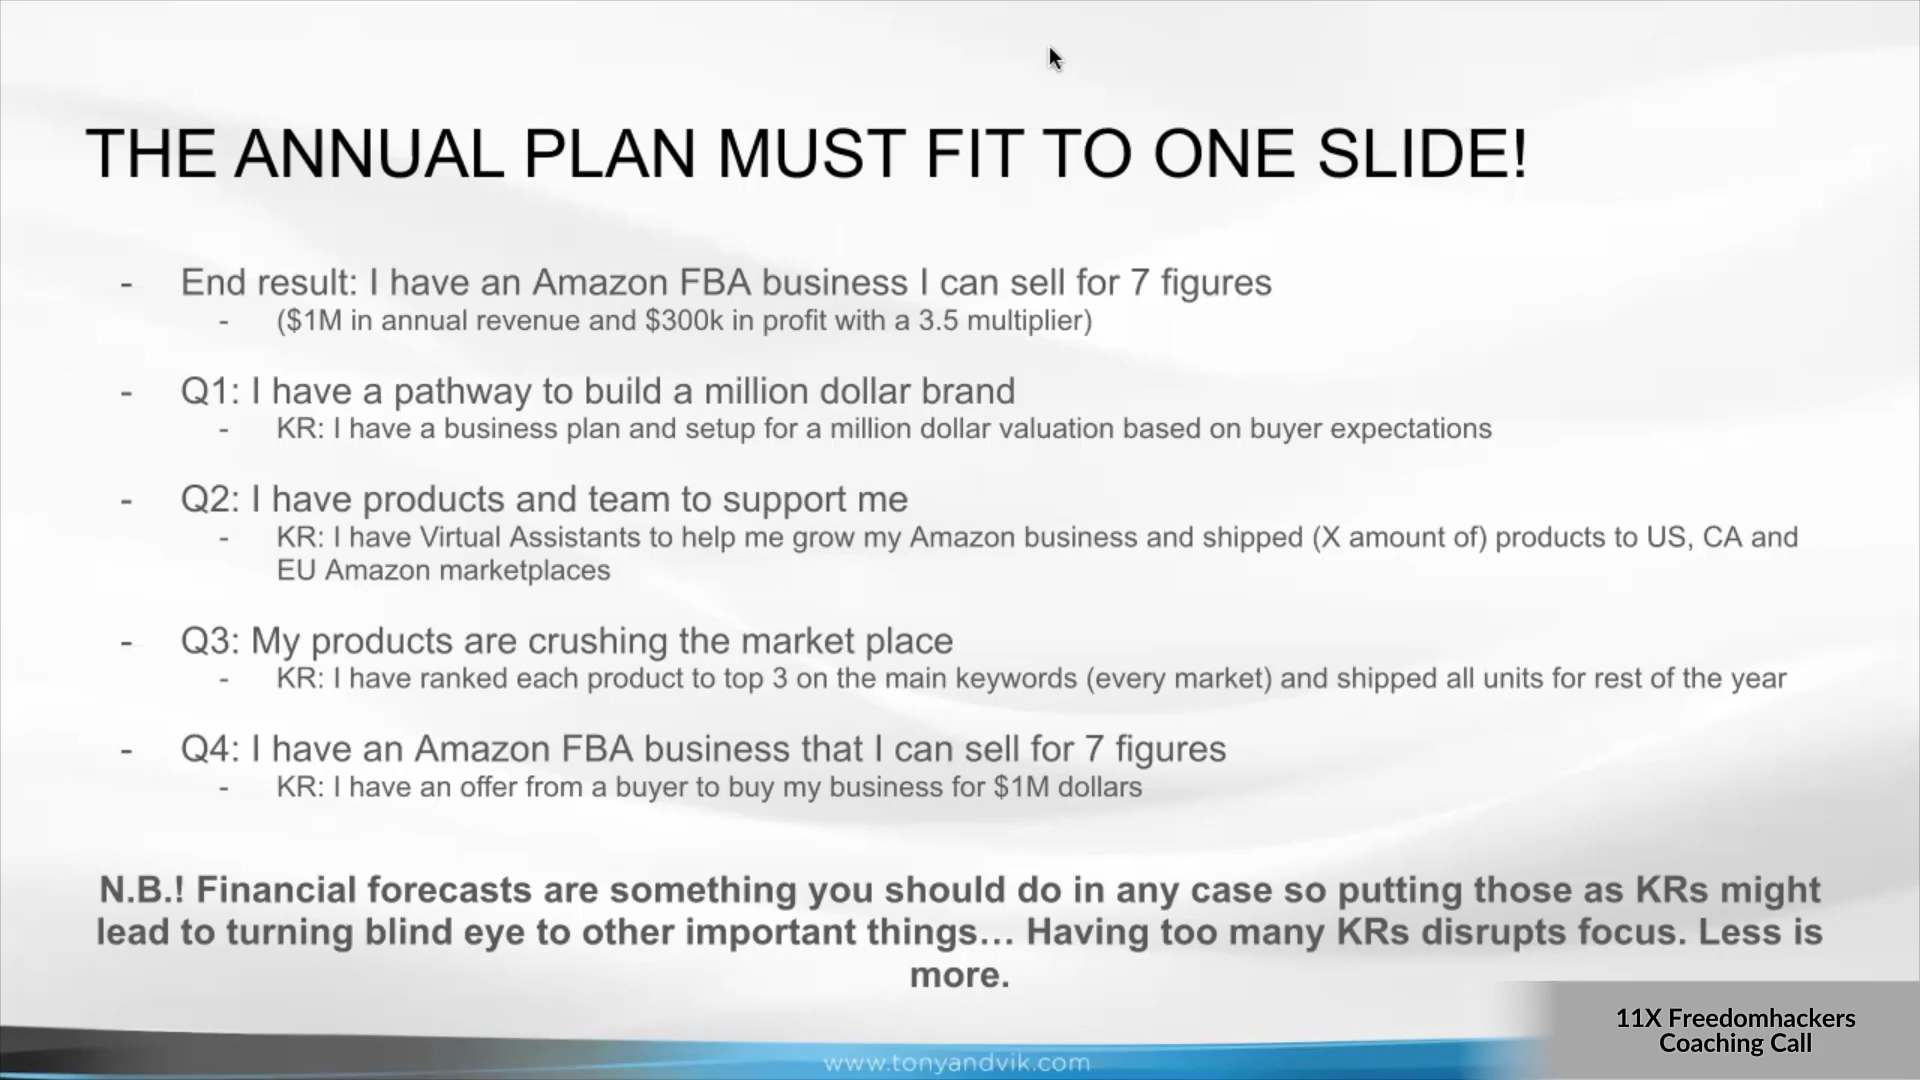 THE ANNUAL PLAN MUST FIT TO ONE SLIDE!
- End result: I have an Amazon FBA business I can sell for 7 figures
- ($1M in annual revenue and $300k in profit with a 3.5 multiplier)
- Q1: I have a pathway to build a million dollar brand
- KR: I have a business plan and setup for a million dollar valuation based on buyer expectations
- Q2: I have products and team to support me
- KR: I have Virtual Assistants to help me grow my Amazon business and shipped (X amount of) products to US, CA and
EU Amazon marketplaces
- Q3: My products are crushing the market place
- KR: I have ranked each product to top 3 on the main keywords (every market) and shipped all units for rest of the year
- Q4: I have an Amazon FBA business that I can sell for 7 figures
- KR: I have an offer from a buyer to buy my business for $1M dollars
N.B.! Financial forecasts are something you should do in any case so putting those as KRs might
lead to turning blind eye to other important things... Having too many KRs disrupts focus. Less is
more.
11X Freedomhackers
Coaching Call
www.tonyandvik.com